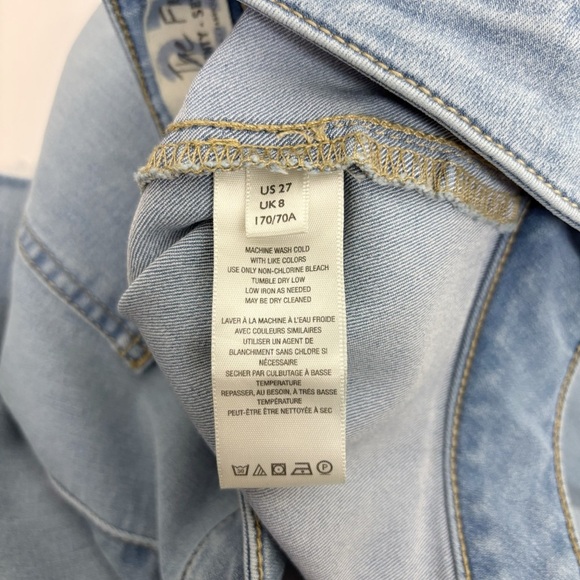 The
US 27
UK 8
170/70A
MACHINE WASH COLD
WITH LIKE COLORS
USE ONLY NON-CHLORINE BLEACH
TUMBLE DRY LOW
LOW IRON AS NEEDED
MAY BE DRY CLEANED
LAVER À LA MACHINE À L'EAU FROIDE
AVEC COULEURS SIMILAIRES
UTILISER UN AGENT DE
BLANCHIMENT SANS CHLORE SI
NÉCESSAIRE
SECHER PAR CULBUTAGE À BASSE
TEMPERATURE
REPASSER, AU BESOIN, À TRÈS BASSE
TEMPÉRATURE
PEUT-ÊTRE ÊTRE NETTOYÉE À SEC